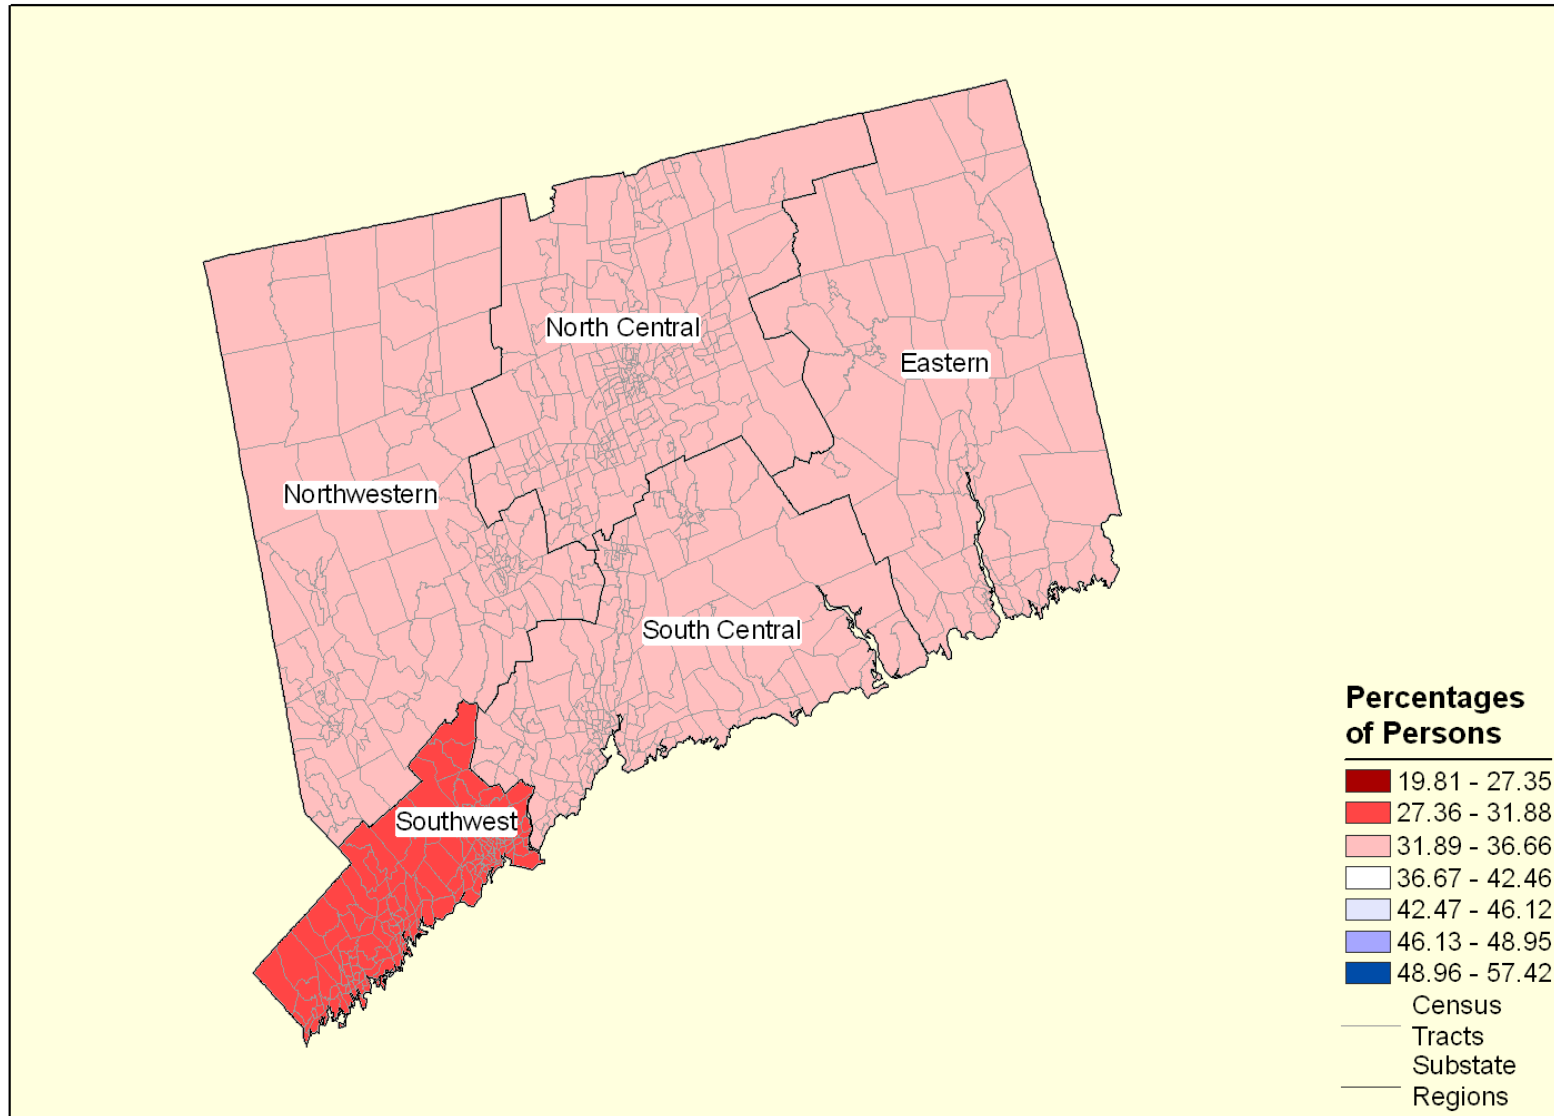 North Central
Eastern
Northwestern
South Central
Southwest
Percentages
of Persons
19.81 - 27.35
27.36 - 31.88
31.89 - 36.66
36.67 - 42.46
42.47 - 46.12
46.13 - 48.95
48.96 - 57.42
Census
Tracts
Substate
Regions